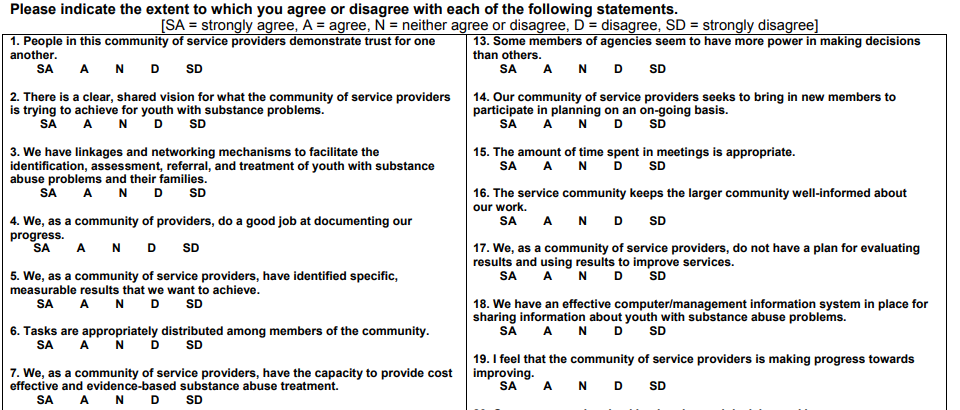 Please indicate the extent to which you agree or disagree with each of the following statements.
[SA = strongly agree, A = agree, N = neither agree or disagree, D = disagree, SD = strongly disagree]
1. People in this community of service providers demonstrate trust for one
another.
SA A N D SD
2. There is a clear, shared vision for what the community of service providers
is trying to achieve for youth with substance problems.
SA A N D SD
3. We have linkages and networking mechanisms to facilitate the
identification, assessment, referral, and treatment of youth with substance
abuse problems and their families.
SA A N D SD
4. We, as a community of providers, do a good job at documenting our
progress.
SA A N D SD
5. We, as a community of service providers, have identified specific,
measurable results that we want to achieve.
SA A N D SD
6. Tasks are appropriately distributed among members of the community.
SA A N D SD
7. We, as a community of service providers, have the capacity to provide cost
effective and evidence-based substance abuse treatment.
SA A N D SD
13. Some members of agencies seem to have more power in making decisions
than others.
SA A N D SD
14. Our community of service providers seeks to bring in new members to
participate in planning on an on-going basis.
SA A N D SD
15. The amount of time spent in meetings is appropriate.
SA A N D SD
16. The service community keeps the larger community well-informed about
our work.
SA A N D SD
17. We, as a community of service providers, do not have a plan for evaluating
results and using results to improve services.
SA A N D SD
18. We have an effective computer/management information system in place for
sharing information about youth with substance abuse problems.
SA A N D SD
19. I feel that the community of service providers is making progress towards
improving.
SA A N D SD